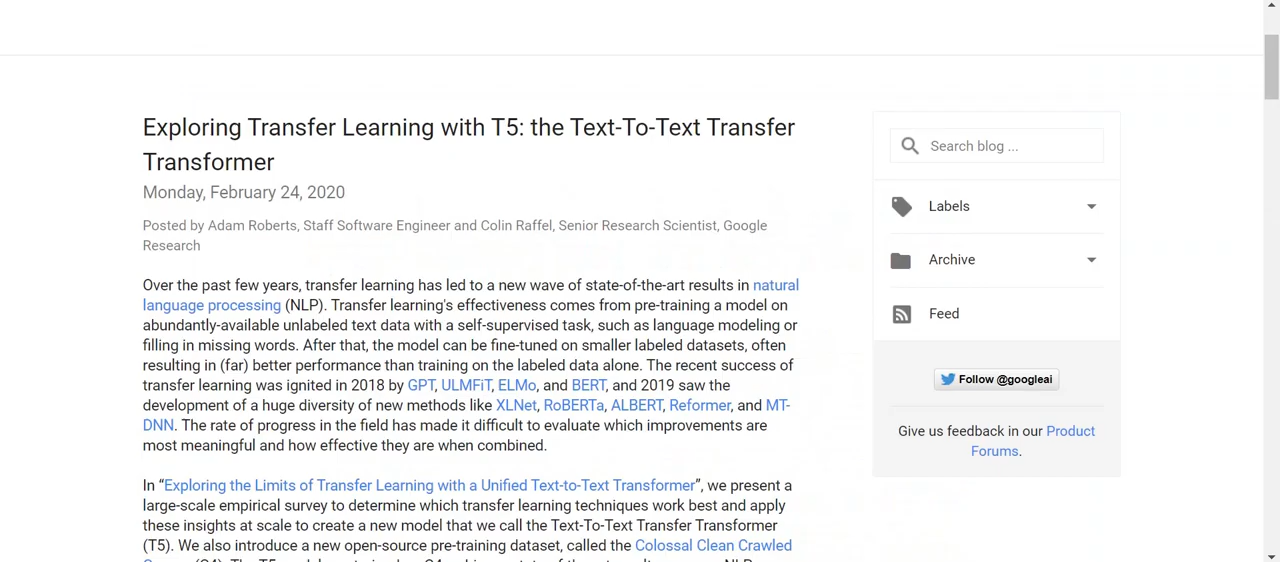 Exploring Transfer Learning with T5: the Text-To-Text Transfer
Transformer
Monday, February 24, 2020
Posted by Adam Roberts, Staff Software Engineer and Colin Raffel, Senior Research Scientist, Google
Research
Over the past few years, transfer learning has led to a new wave of state-of-the-art results in natural
language processing (NLP). Transfer learning's effectiveness comes from pre-training a model on
abundantly-available unlabeled text data with a self-supervised task, such as language modeling or
filling in missing words. After that, the model can be fine-tuned on smaller labeled datasets, often
resulting in (far) better performance than training on the labeled data alone. The recent success of
transfer learning was ignited in 2018 by GPT, ULMFiT, ELMo, and BERT, and 2019 saw the
development of a huge diversity of new methods like XLNet, RoBERTa, ALBERT, Reformer, and MT-
DNN. The rate of progress in the field has made it difficult to evaluate which improvements are
most meaningful and how effective they are when combined.
In “Exploring the Limits of Transfer Learning with a Unified Text-to-Text Transformer”, we present a
large-scale empirical survey to determine which transfer learning techniques work best and apply
these insights at scale to create a new model that we call the Text-To-Text Transfer Transformer
(T5). We also introduce a new open-source pre-training dataset, called the Colossal Clean Crawled
Search blog ...
Labels
Archive
Feed
Follow @googleai
Give us feedback in our Product
Forums.